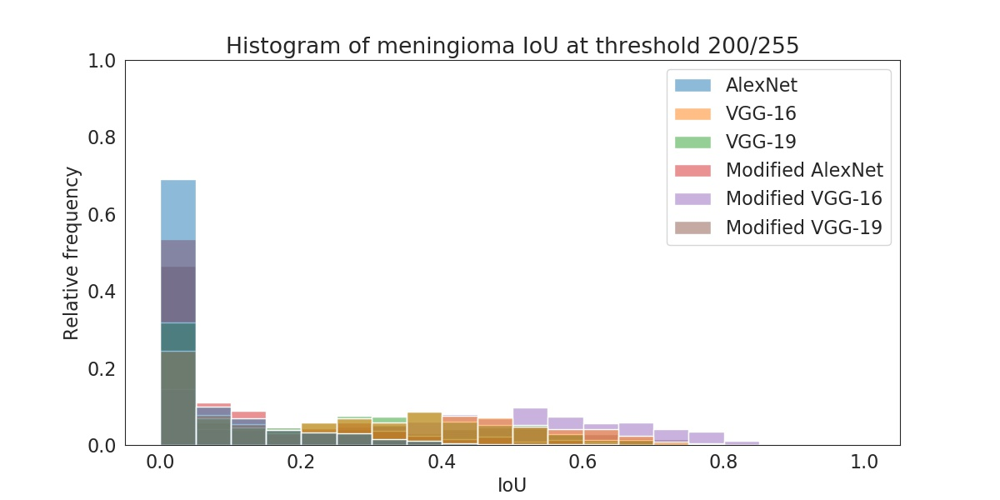 Histogram of meningioma IoU at threshold 200/255
1.0
0.8
0.6
0.4
0.2
0.0
Relative frequency
AlexNet
VGG-16
VGG-19
Modified AlexNet
Modified VGG-16
Modified VGG-19
0.0 0.2 0.4 0.6 0.8 1.0
IoU